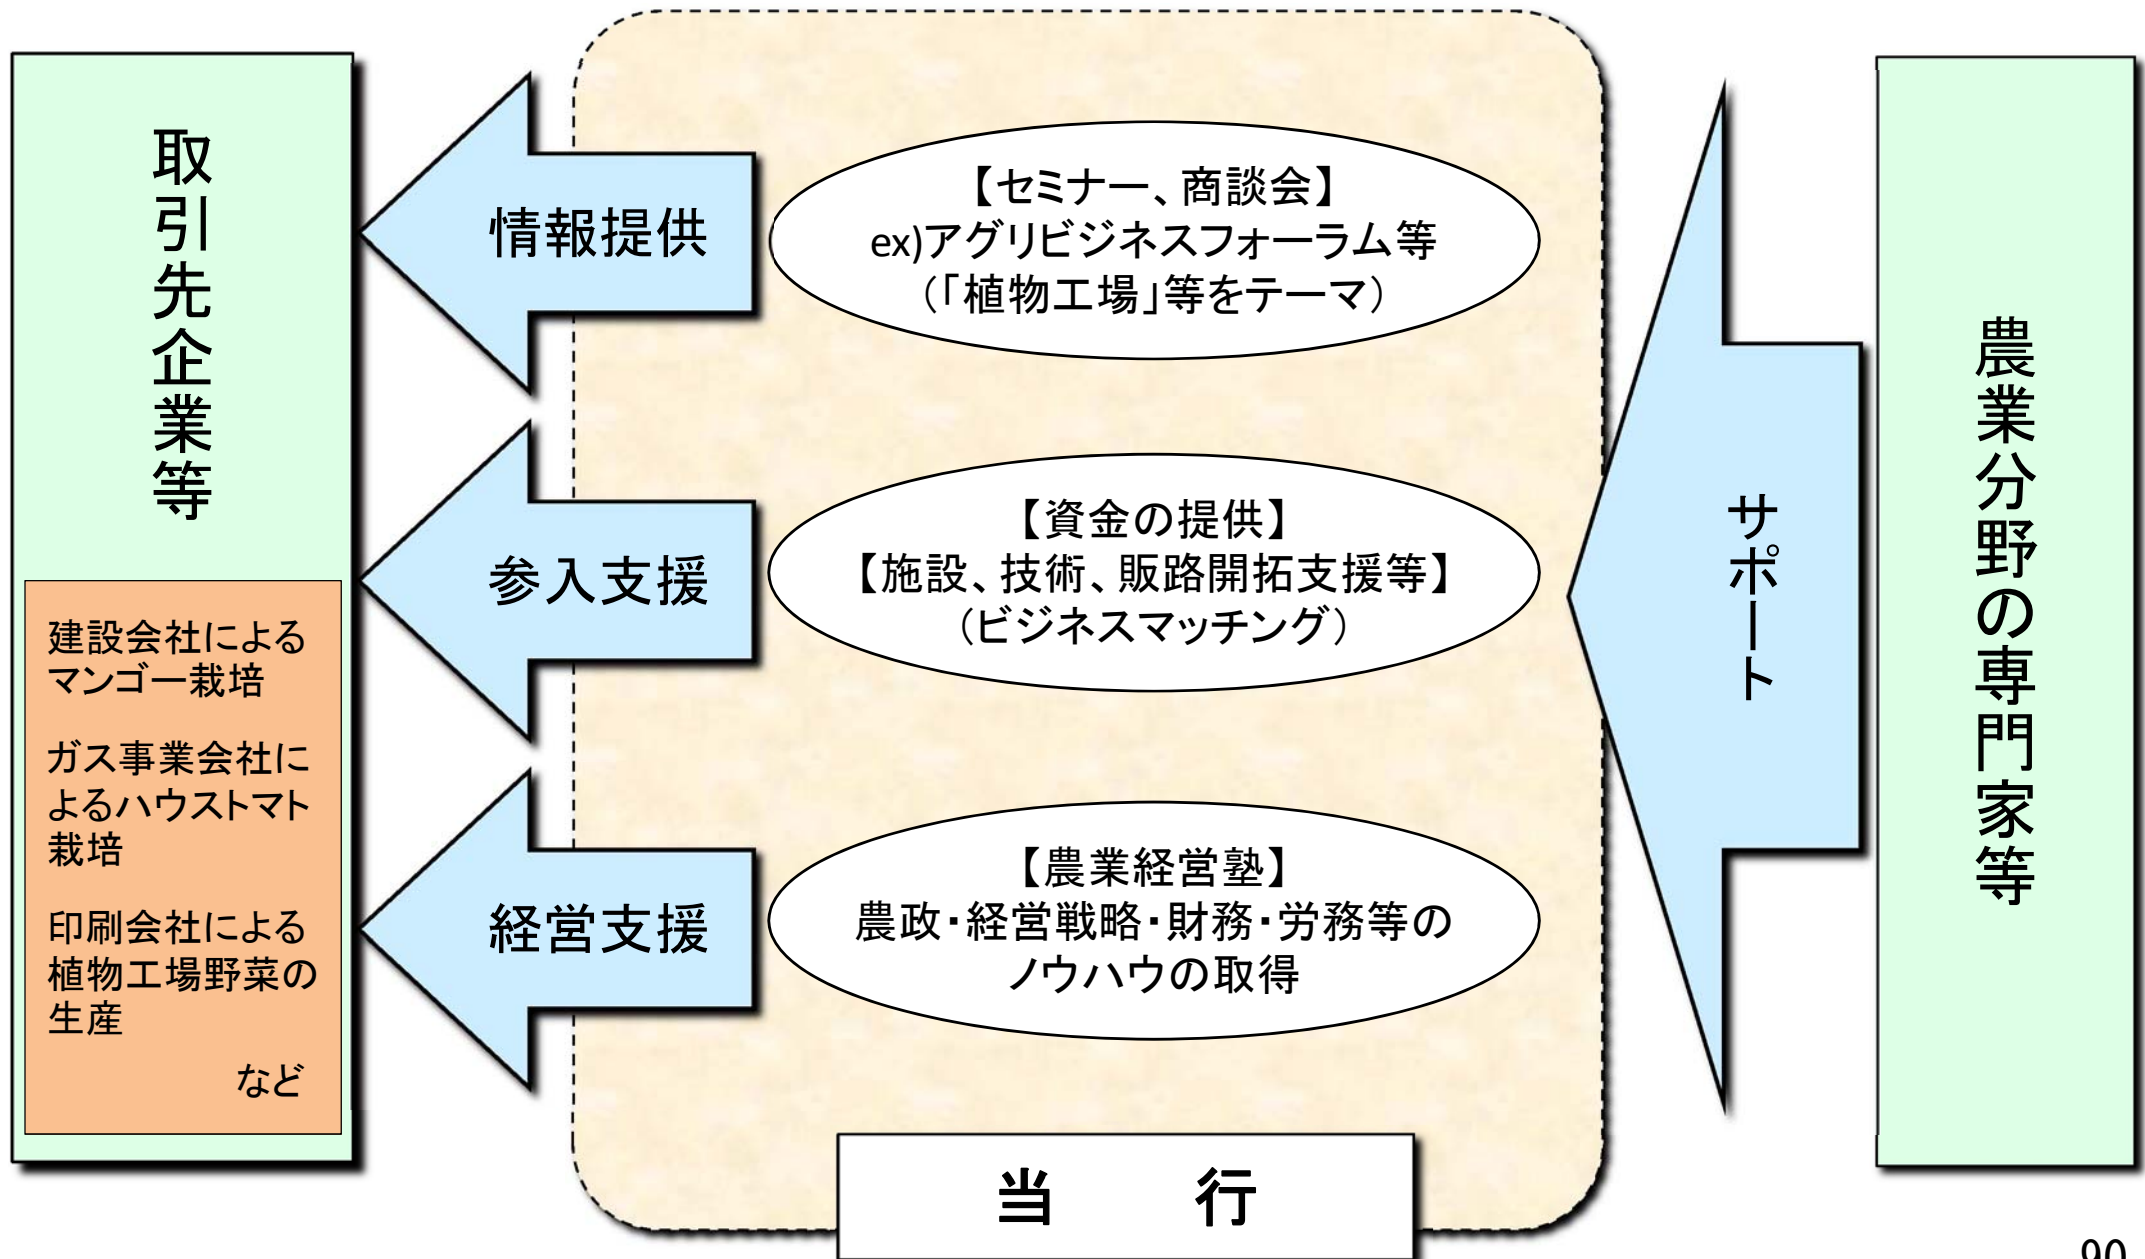 取引先企業等
建設会社による
マンゴー栽培
ガス事業会社に
よるハウストマト
栽培
印刷会社による
植物工場野菜の
生産
など
情報提供
【セミナー、商談会】
ex)アグリビジネスフォーラム等
(「植物工場」等をテーマ)
参入支援
【資金の提供】
【施設、技術、販路開拓支援等】
(ビジネスマッチング)
経営支援
【農業経営塾】
農政・経営戦略・財務・労務等の
ノウハウの取得
当　行
サポート
農業分野の専門家等
90